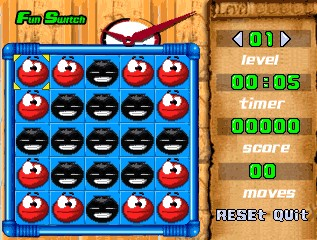 Fun Switch
01
level
00:05
timer
00000
score
00
moves
RESEt QUit